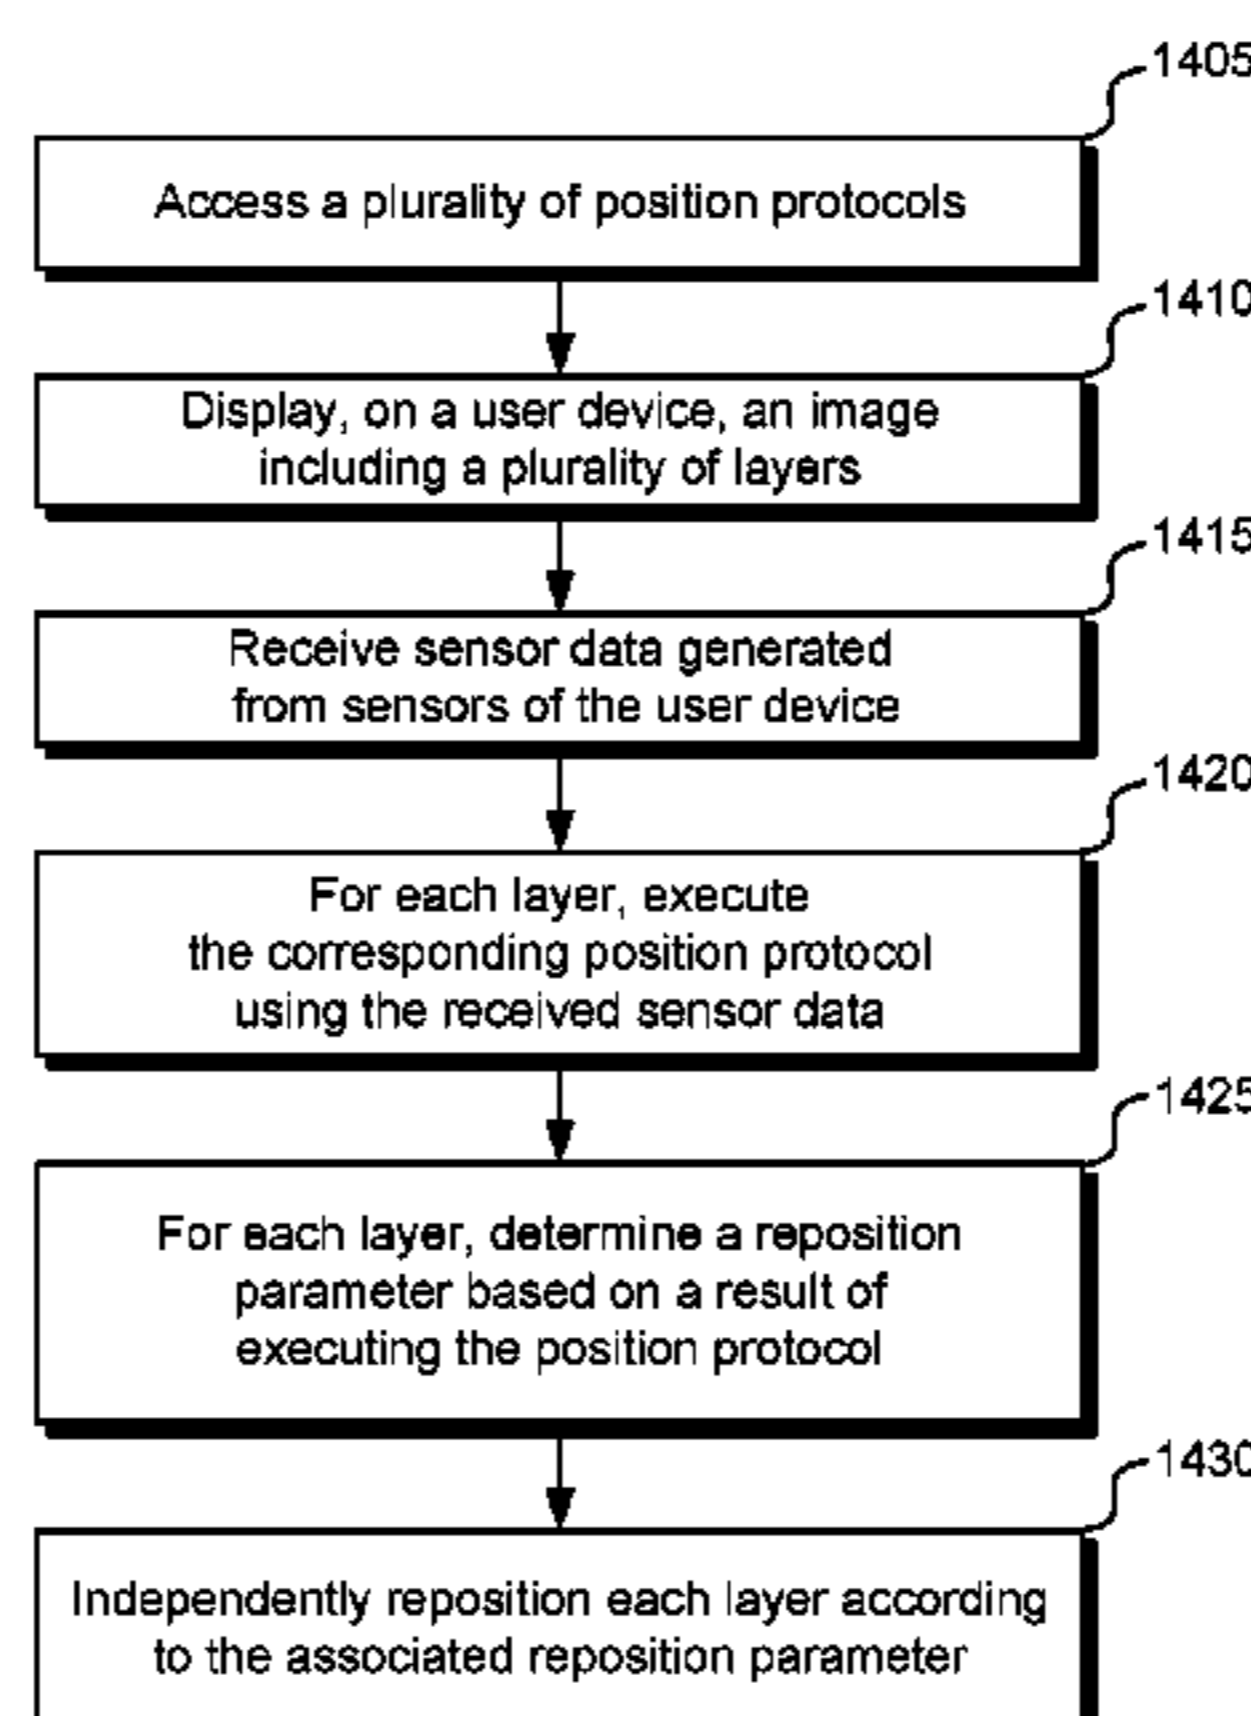 1405
Access a plurality of position protocols
1410
Display, on a user device, an image
including a plurality of layers
1415
Receive sensor data generated
from sensors of the user device
1420
For each layer, execute
the corresponding position protocol
using the received sensor data
1425
For each layer, determine a reposition
parameter based on a result of
executing the position protocol
1430
Independently reposition each layer according
to the associated reposition parameter